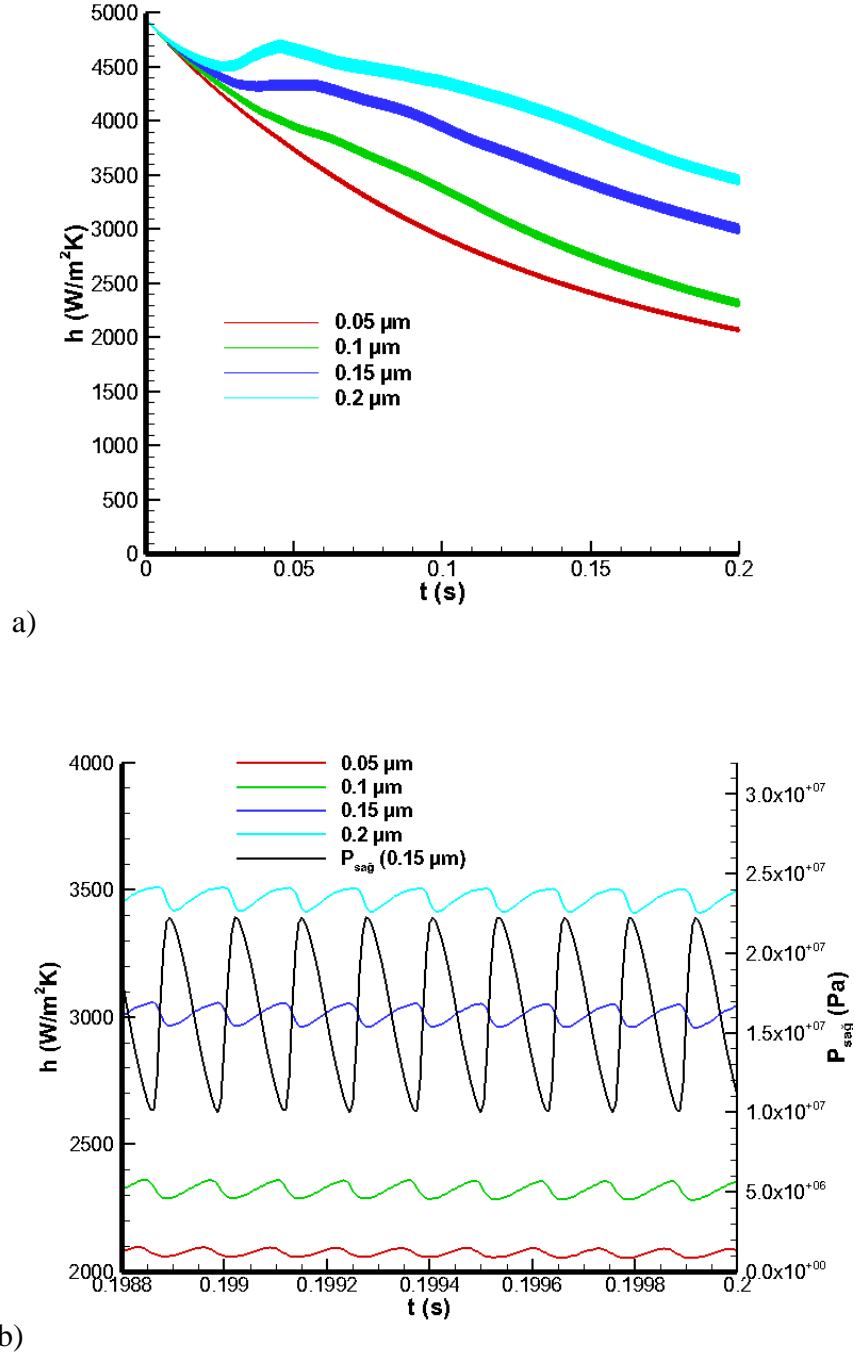 5000
4500
4000
3500
3000
2500
2000
1500
1000
500
0
h (W/m²K)
0.05 µm
0.1 µm
0.15 µm
0.2 µm
0
0.05
0.1
0.15
0.2
t (s)
a)
4000
3500
3000
2500
2000
h (W/m²K)
0.05 µm
0.1 µm
0.15 µm
0.2 µm
P_sağ (0.15 µm)
3.0x10⁺⁰⁷
2.5x10⁺⁰⁷
2.0x10⁺⁰⁷
1.5x10⁺⁰⁷
1.0x10⁺⁰⁷
5.0x10⁺⁰⁶
0.0x10⁺⁰⁰
P_sağ (Pa)
0.1988
0.199
0.1992
0.1994
0.1996
0.1998
0.2
t (s)
b)